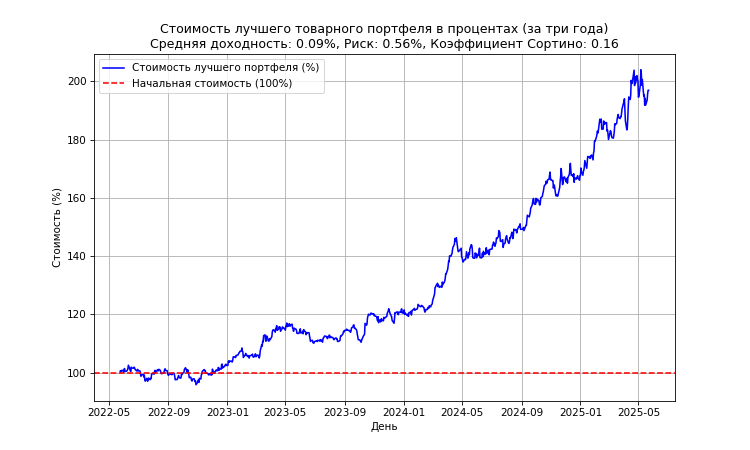 Стоимость лучшего товарного портфеля в процентах (за три года)
Средняя доходность: 0.09%, Риск: 0.56%, Коэффициент Сортино: 0.16
Стоимость лучшего портфеля (%)
Начальная стоимость (100%)
Стоимость (%)
200
180
160
140
120
100
2022-05 2022-09 2023-01 2023-05 2023-09 2024-01 2024-05 2024-09 2025-01 2025-05
День